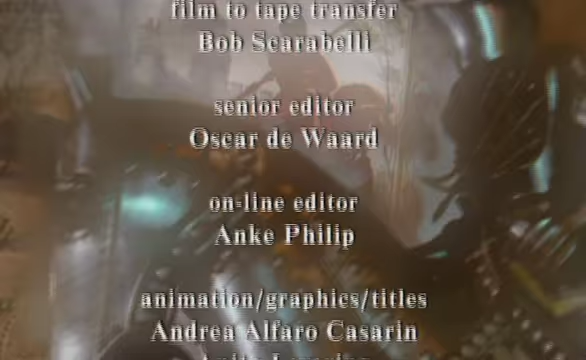 film to tape transfer
Bob Scarabelli
senior editor
Oscar de Waard
on-line editor
Anke Philip
animation/graphics/titles
Andrea Alfaro Casarin